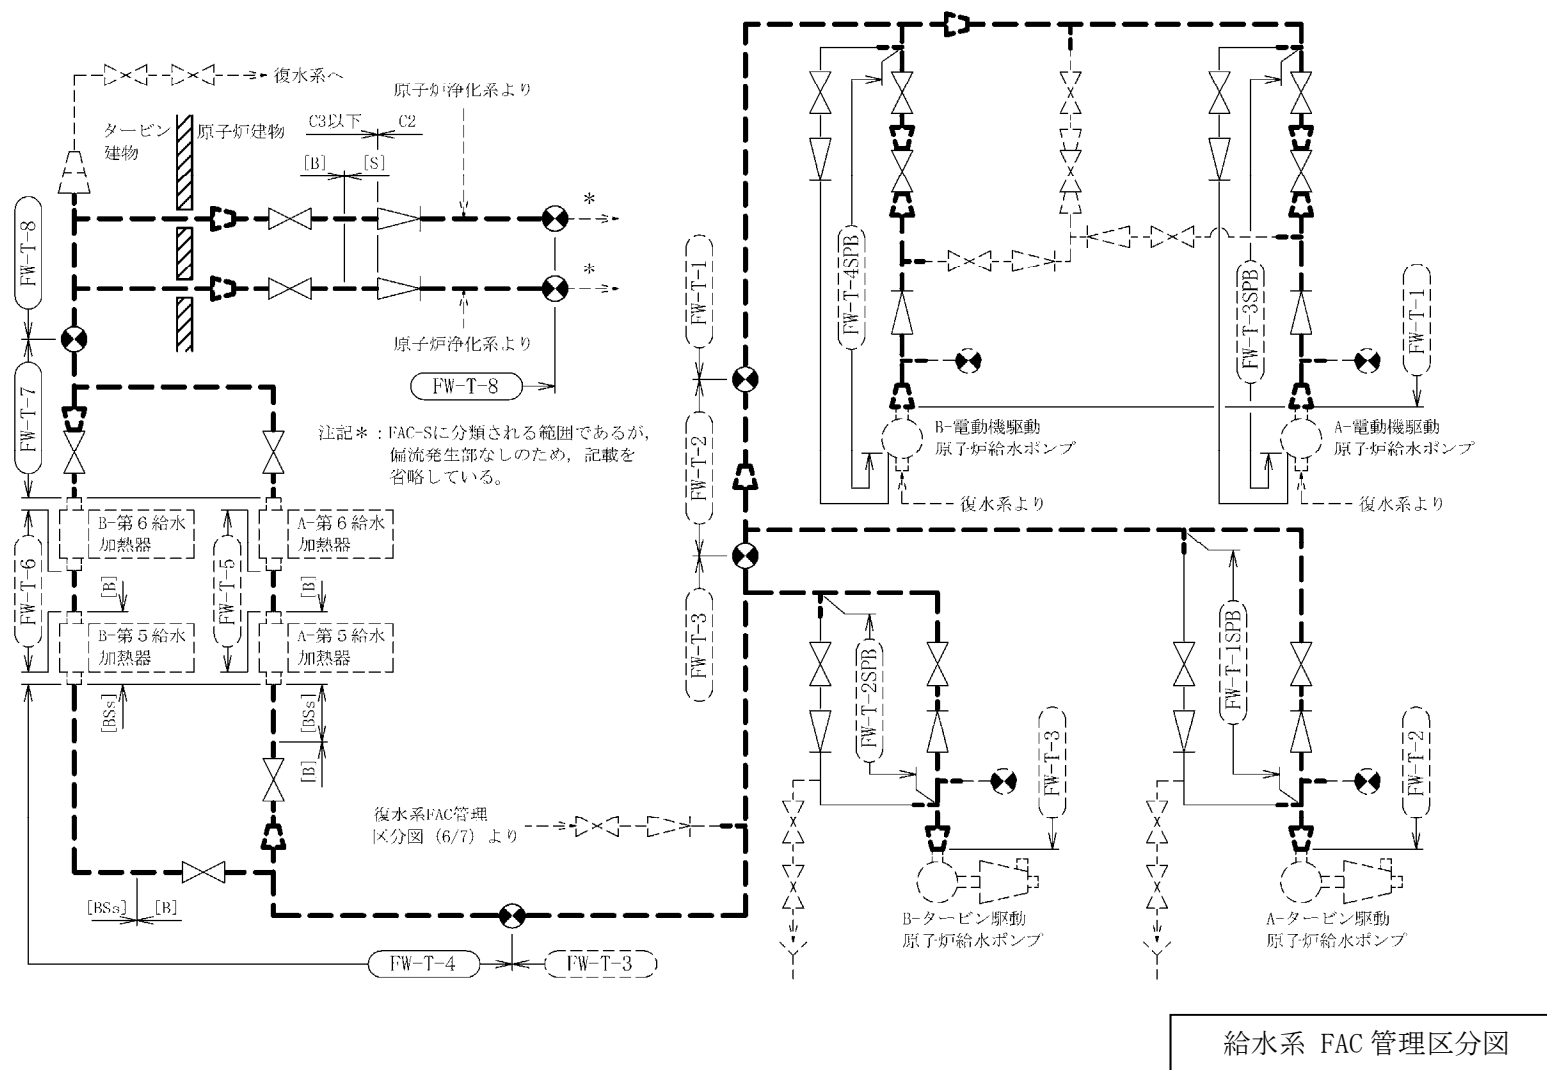 復水系へ
原子炉浄化系より
タービン
建物
原子炉建物
C3以下
C2
[B]
[S]
*
*
原子炉浄化系より
FW-T-8
FW-T-8
FW-T-7
注記*：FAC-Sに分類される範囲であるが，
偏流発生部なしのため，記載を
省略している。
B-第6給水
加熱器
A-第6給水
加熱器
FW-T-6
FW-T-5
[B]
[B]
B-第5給水
加熱器
A-第5給水
加熱器
[BSs]
[BSs]
[B]
[BSs]
[B]
復水系FAC管理
区分図（6/7）より
FW-T-4
FW-T-3
FW-T-1
FW-T-2
FW-T-3
FW-T-4SPB
FW-T-3SPB
FW-T-1
B-電動機駆動
原子炉給水ポンプ
A-電動機駆動
原子炉給水ポンプ
復水系より
復水系より
FW-T-2SPB
FW-T-3
FW-T-1SPB
FW-T-2
B-タービン駆動
原子炉給水ポンプ
A-タービン駆動
原子炉給水ポンプ
給水系 FAC管理区分図